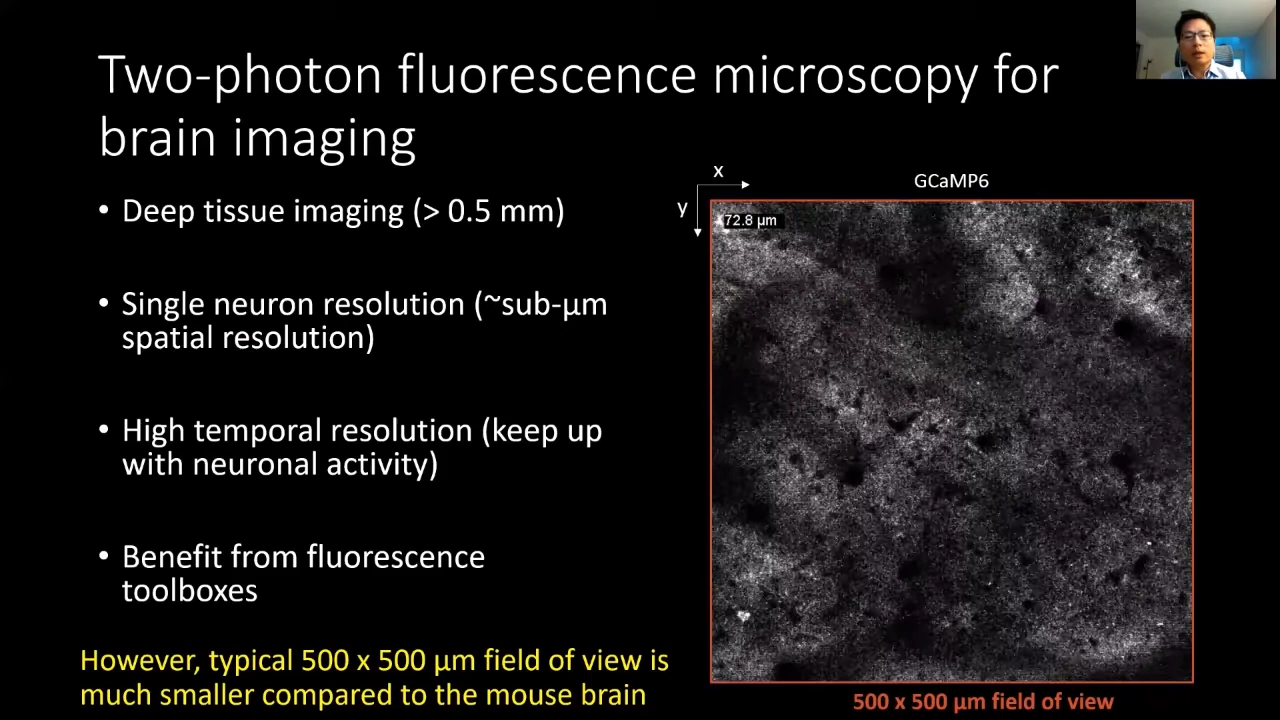 Two-photon fluorescence microscopy for
brain imaging
• Deep tissue imaging (> 0.5 mm)
• Single neuron resolution (~sub-µm
spatial resolution)
• High temporal resolution (keep up
with neuronal activity)
• Benefit from fluorescence
toolboxes
However, typical 500 x 500 µm field of view is
much smaller compared to the mouse brain
x
y
GCaMP6
72.8 µm
500 x 500 µm field of view